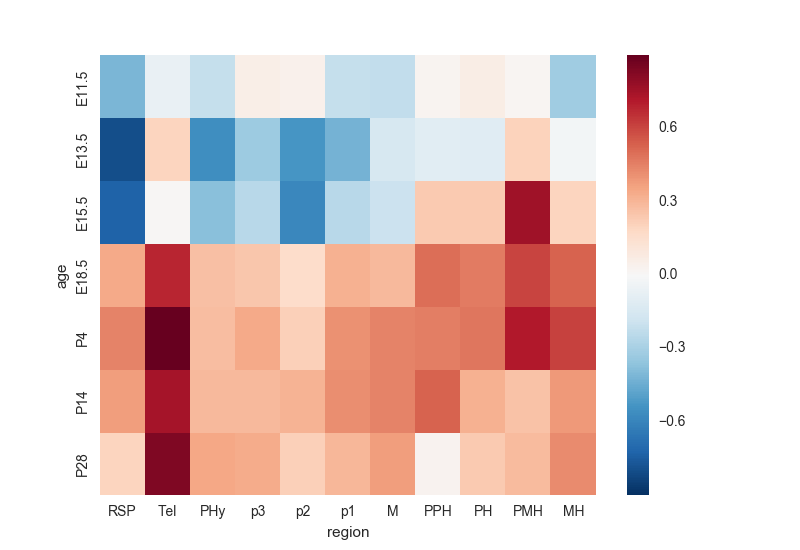 E11.5
E13.5
E15.5
E18.5
P4
P14
P28
age
RSP Tel PHy p3 p2 p1 M PPH PH PMH MH
region
0.6
0.3
0.0
−0.3
−0.6